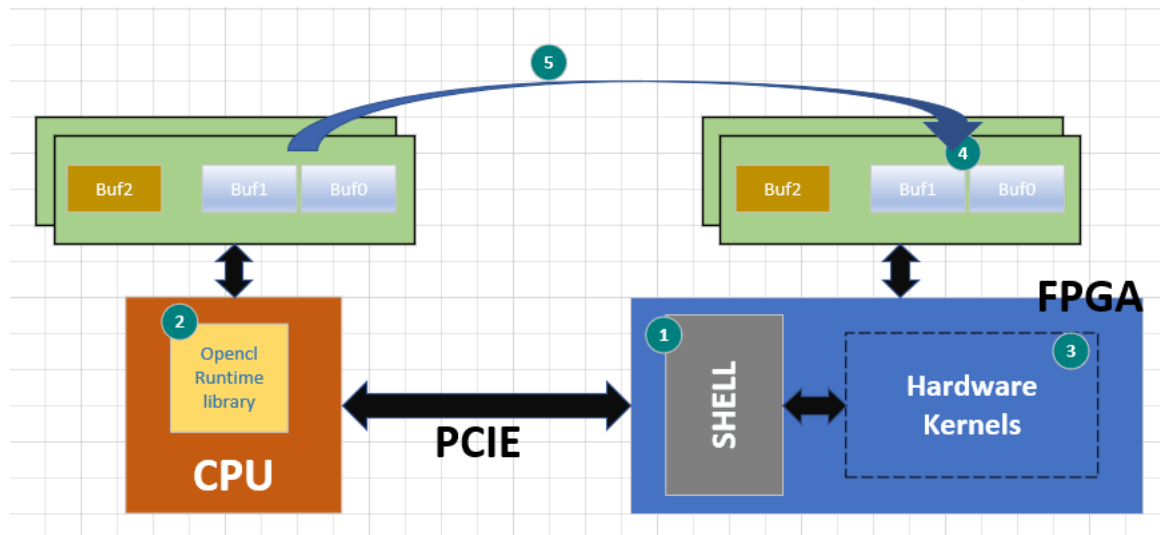 5
4
Buf2
Buf1
Buf0
Buf2
Buf1
Buf0
FPGA
2
1
3
Opencl
Runtime
library
SHELL
Hardware
Kernels
PCIE
CPU